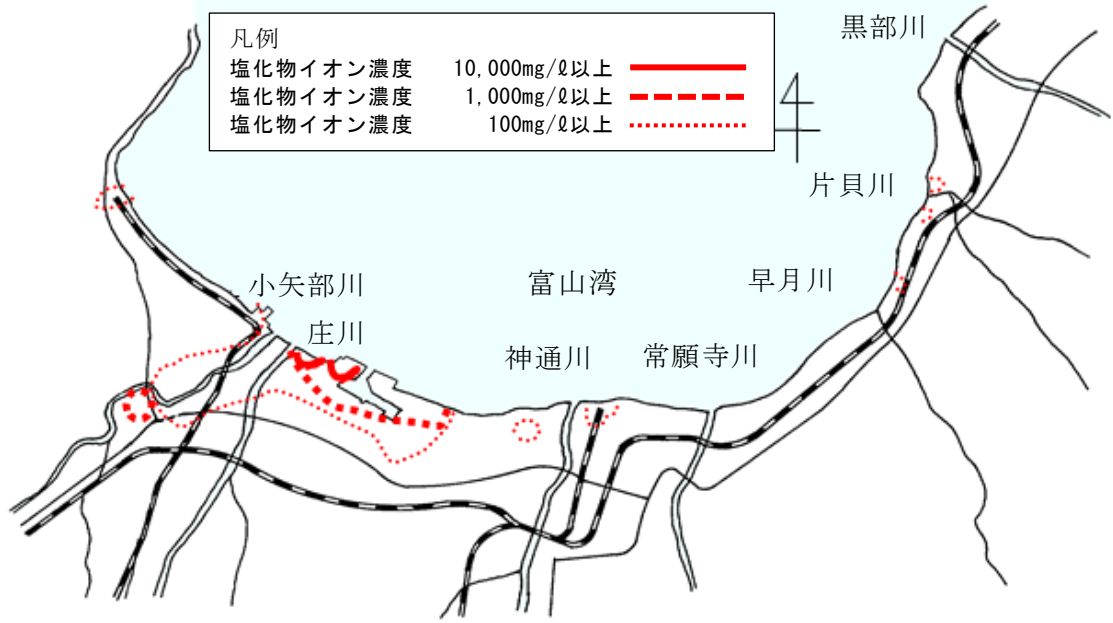 凡例
塩化物イオン濃度 10,000mg/ℓ以上
塩化物イオン濃度 1,000mg/ℓ以上
塩化物イオン濃度 100mg/ℓ以上
黒部川
片貝川
早月川
富山湾
小矢部川
庄川
神通川
常願寺川